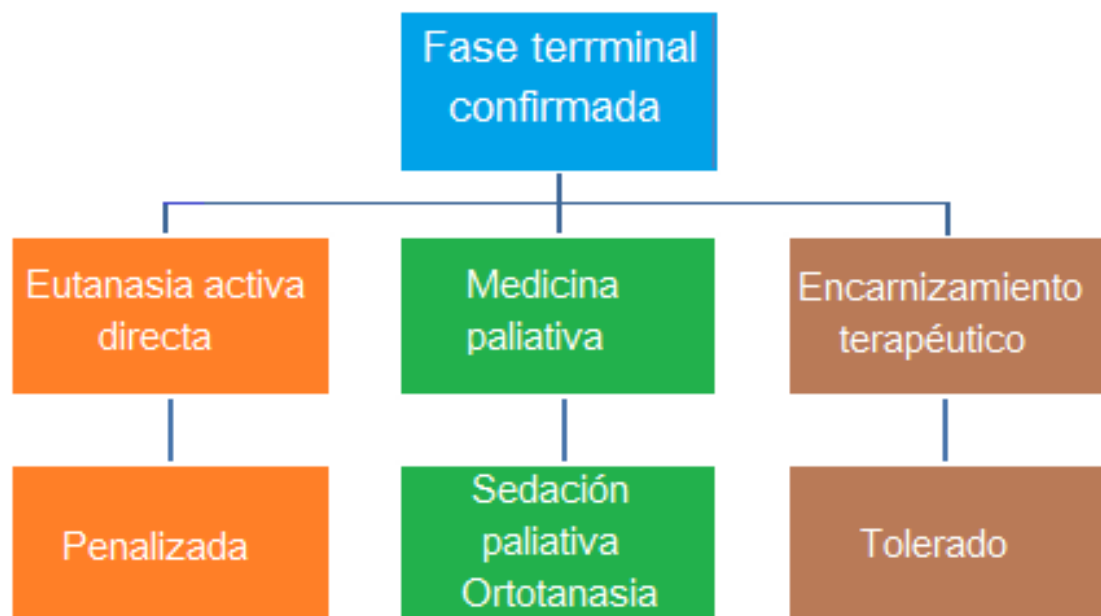 Fase terrminal
confirmada
Eutanasia activa
directa
Medicina
paliativa
Encarnizamiento
terapéutico
Penalizada
Sedación
paliativa
Ortotanasia
Tolerado